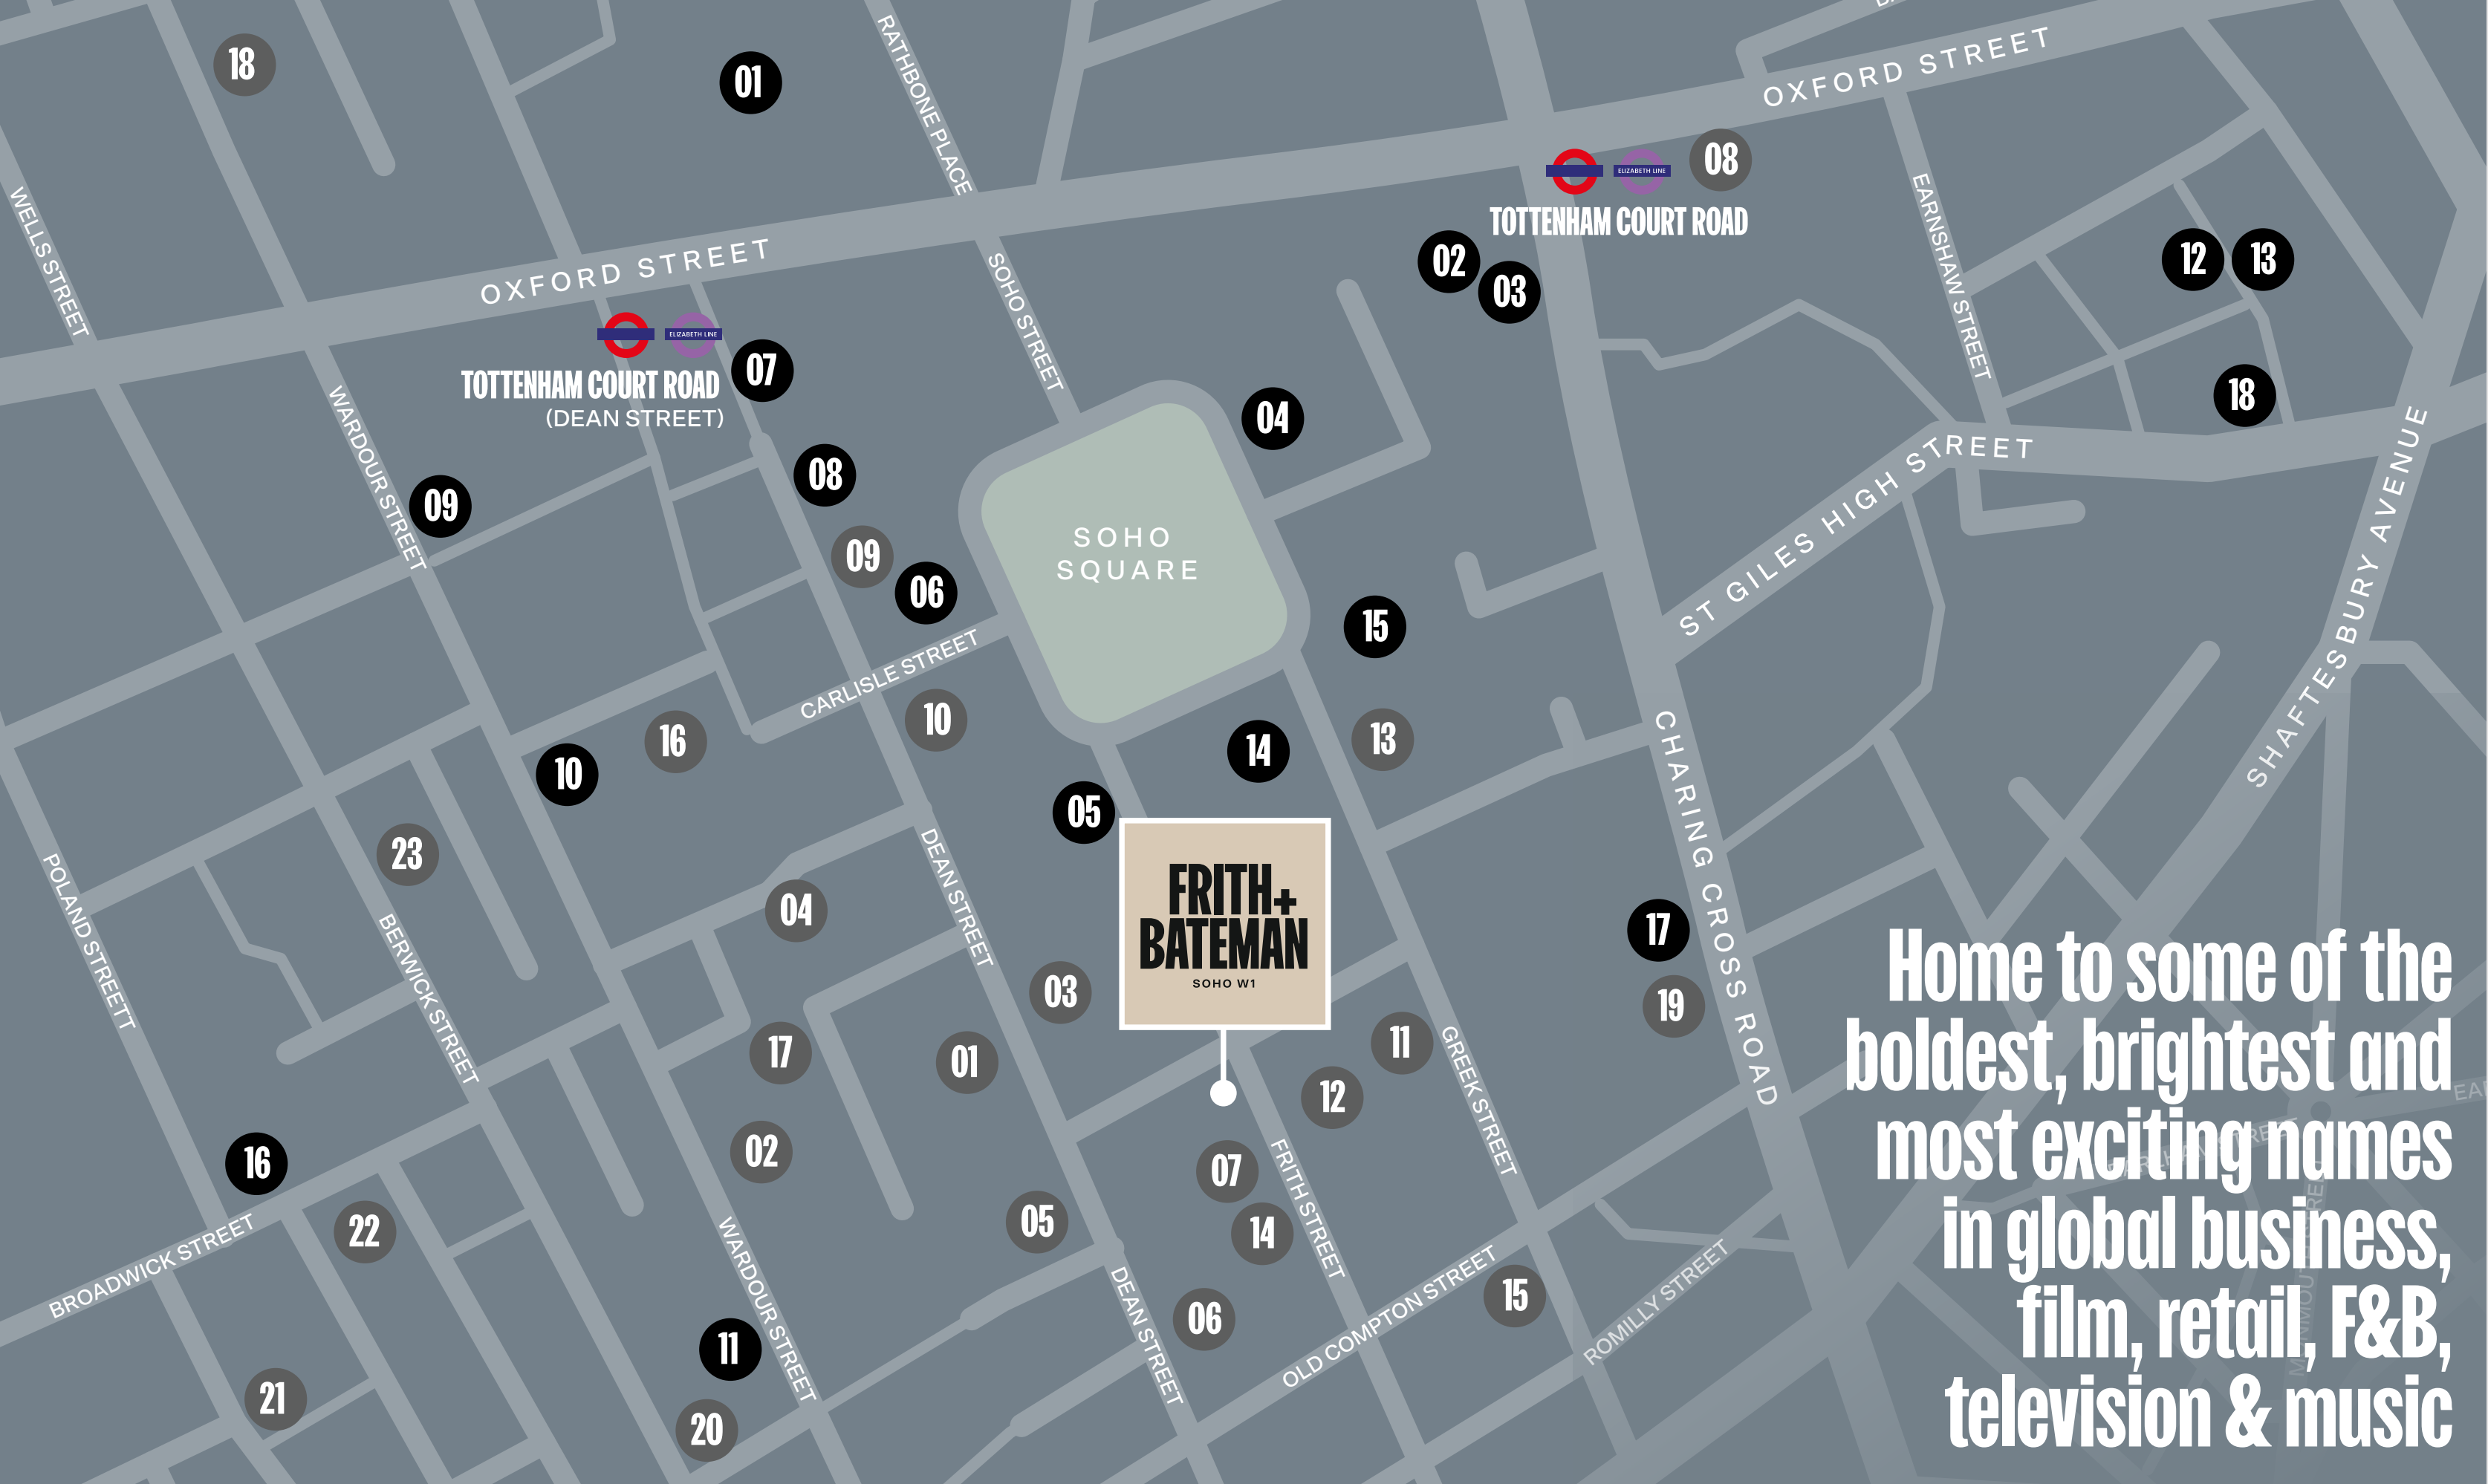 18
01
RATHBONE PLACE
OXFORD STREET
08
ELIZABETH LINE
TOTTENHAM COURT ROAD
WELLS STREET
EARNSHAW STREET
02
03
12
13
OXFORD STREET
SOHO STREET
ELIZABETH LINE
07
TOTTENHAM COURT ROAD
(DEAN STREET)
18
04
WARDOUR STREET
ST GILES HIGH STREET
SHAFTESBURY AVENUE
08
09
SOHO
SQUARE
09
06
15
CARLISLE STREET
10
16
10
14
13
CHARING CROSS ROAD
05
23
POLAND STREETT
BERWICK STREET
04
DEAN STREET
FRITH+
BATEMAN
SOHO W1
17
03
19
17
01
11
GREEK STREET
12
16
02
07
FRITH STREET
22
05
14
BROADWICK STREET
WARDOUR STREET
DEAN STREET
06
OLD COMPTON STREET
15
ROMILLY STREET
11
21
20
Home to some of the
boldest, brightest and
most exciting names
in global business,
film, retail, F&B,
television & music